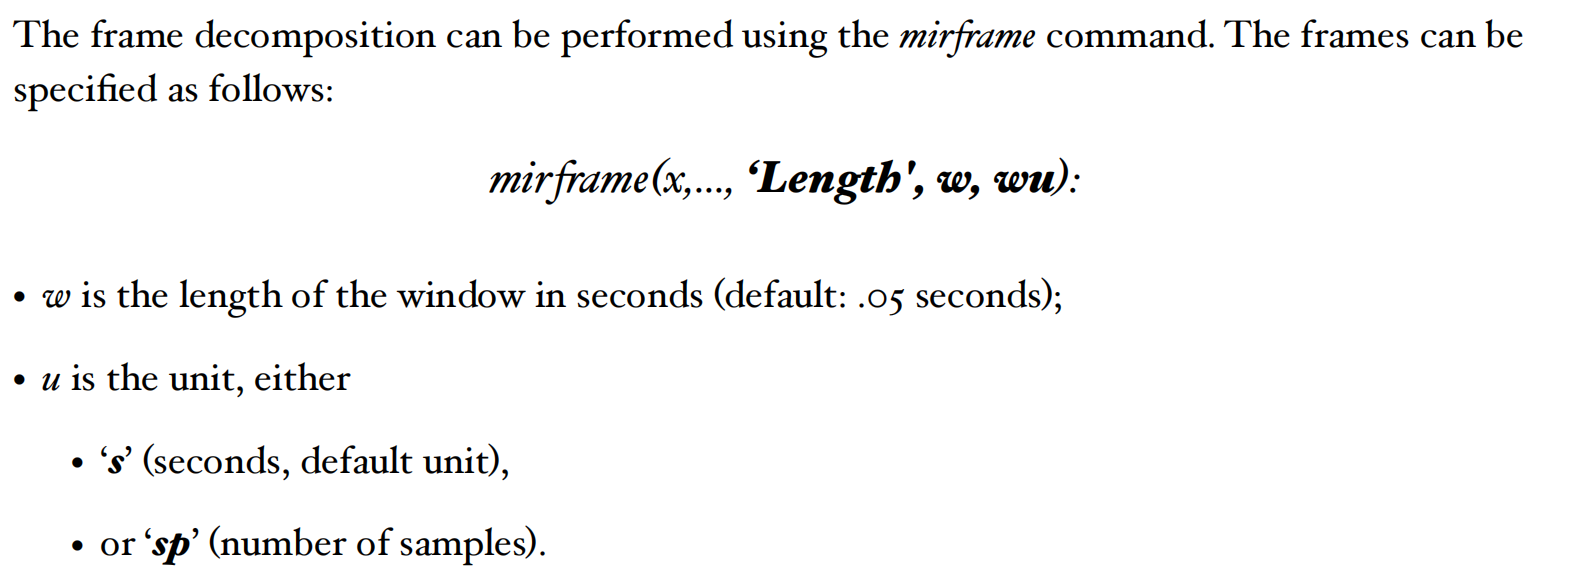 The frame decomposition can be performed using the mirframe command. The frames can be
specified as follows:
mirframe(x,..., ‘Length', w, wu):
• w is the length of the window in seconds (default: .05 seconds);
• u is the unit, either
• ‘s’ (seconds, default unit),
• or ‘sp’ (number of samples).